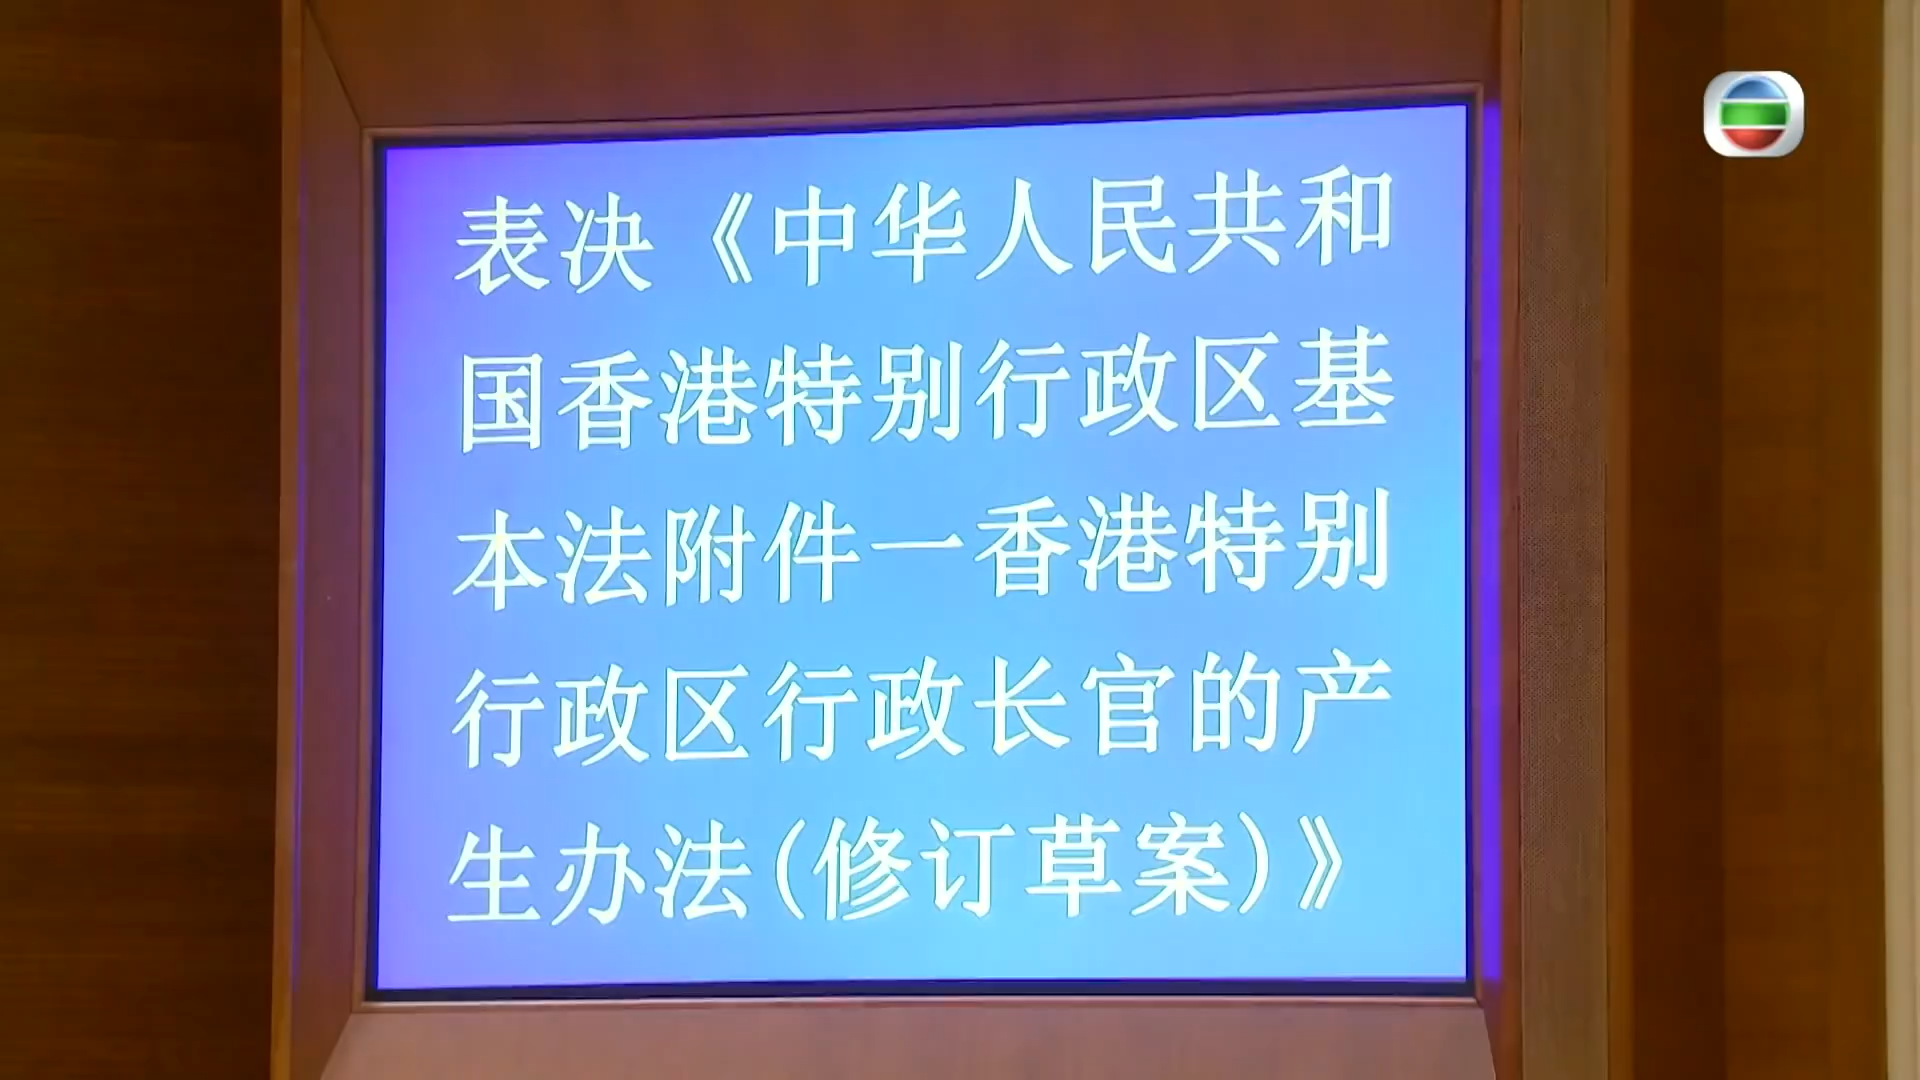 表决《中华人民共和
国香港特别行政区基
本法附件一香港特别
行政区行政长官的产
生办法(修订草案)》